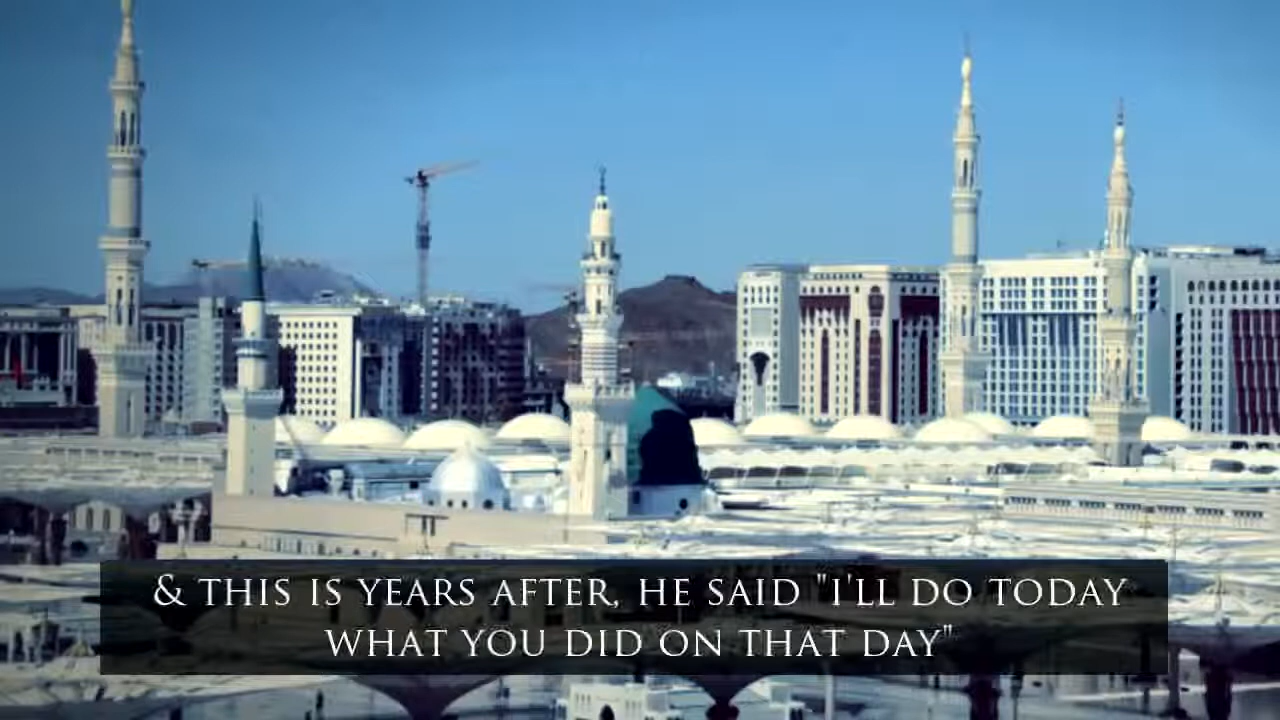 & THIS IS YEARS AFTER, HE SAID "I'LL DO TODAY
WHAT YOU DID ON THAT DAY"